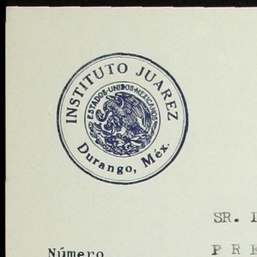 INSTITUTO JUAREZ
ESTADOS·UNIDOS·MEXICANOS
Durango, Méx.
SR.
Número